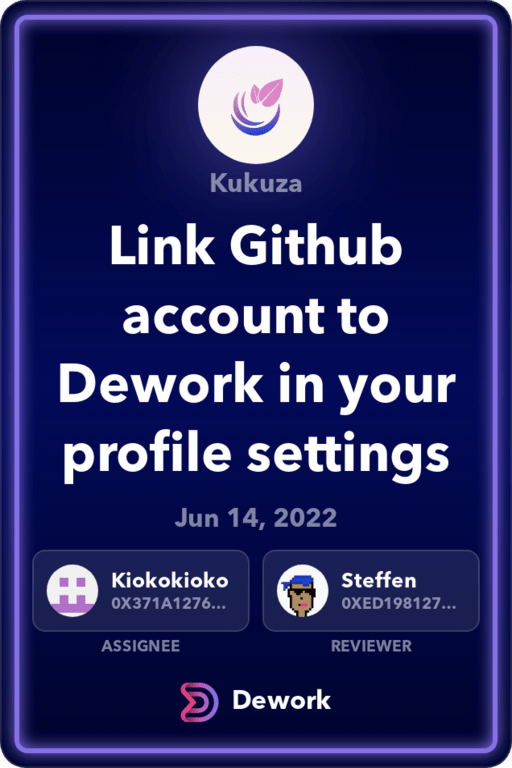 Kukuza
Link Github
account to
Dework in your
profile settings
Jun 14, 2022
Kiokokioko
0X371A1276...
Steffen
0XED198127...
ASSIGNEE
REVIEWER
Dework